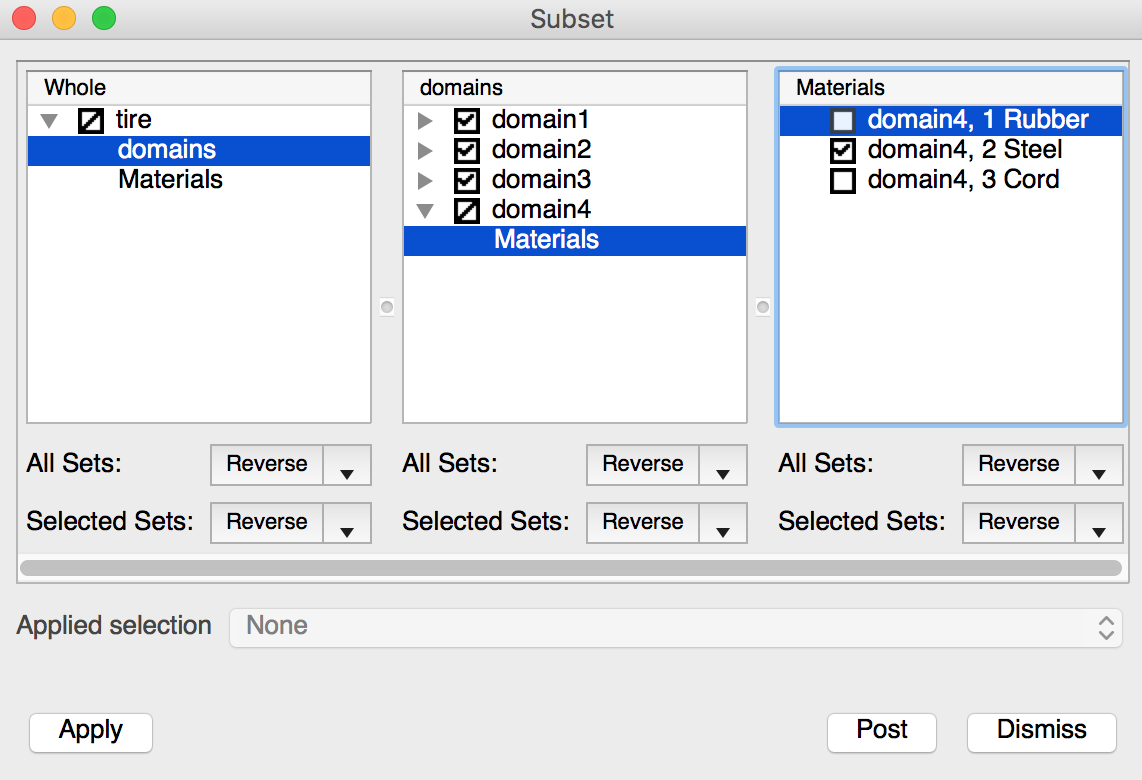 Subset
Whole
tire
domains
Materials
domains
domain1
domain2
domain3
domain4
Materials
Materials
domain4, 1 Rubber
domain4, 2 Steel
domain4, 3 Cord
All Sets: Reverse All Sets: Reverse All Sets: Reverse
Selected Sets: Reverse Selected Sets: Reverse Selected Sets: Reverse
Applied selection None
Apply Post Dismiss